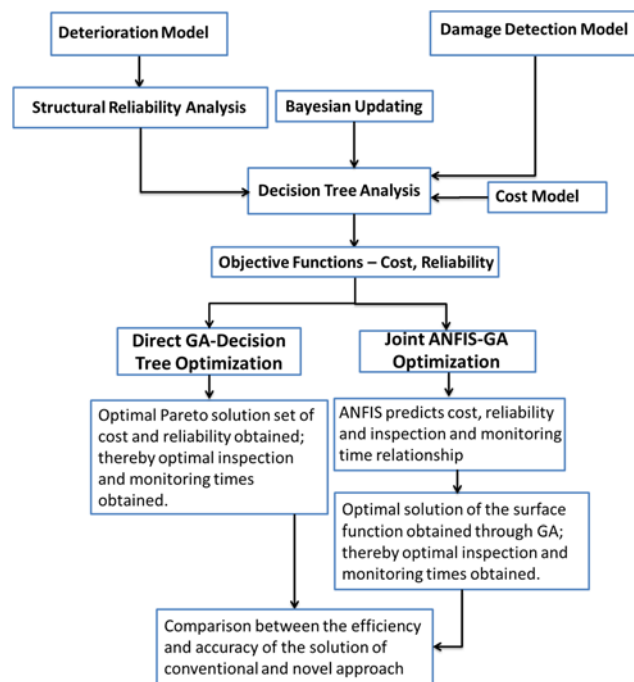 Deterioration Model
Damage Detection Model
Structural Reliability Analysis
Bayesian Updating
Decision Tree Analysis
Cost Model
Objective Functions – Cost, Reliability
Direct GA-Decision
Tree Optimization
Joint ANFIS-GA
Optimization
Optimal Pareto solution set of
cost and reliability obtained;
thereby optimal inspection
and monitoring times
obtained.
ANFIS predicts cost, reliability
and inspection and monitoring
time relationship
Optimal solution of the surface
function obtained through GA;
thereby optimal inspection and
monitoring times obtained.
Comparison between the efficiency
and accuracy of the solution of
conventional and novel approach